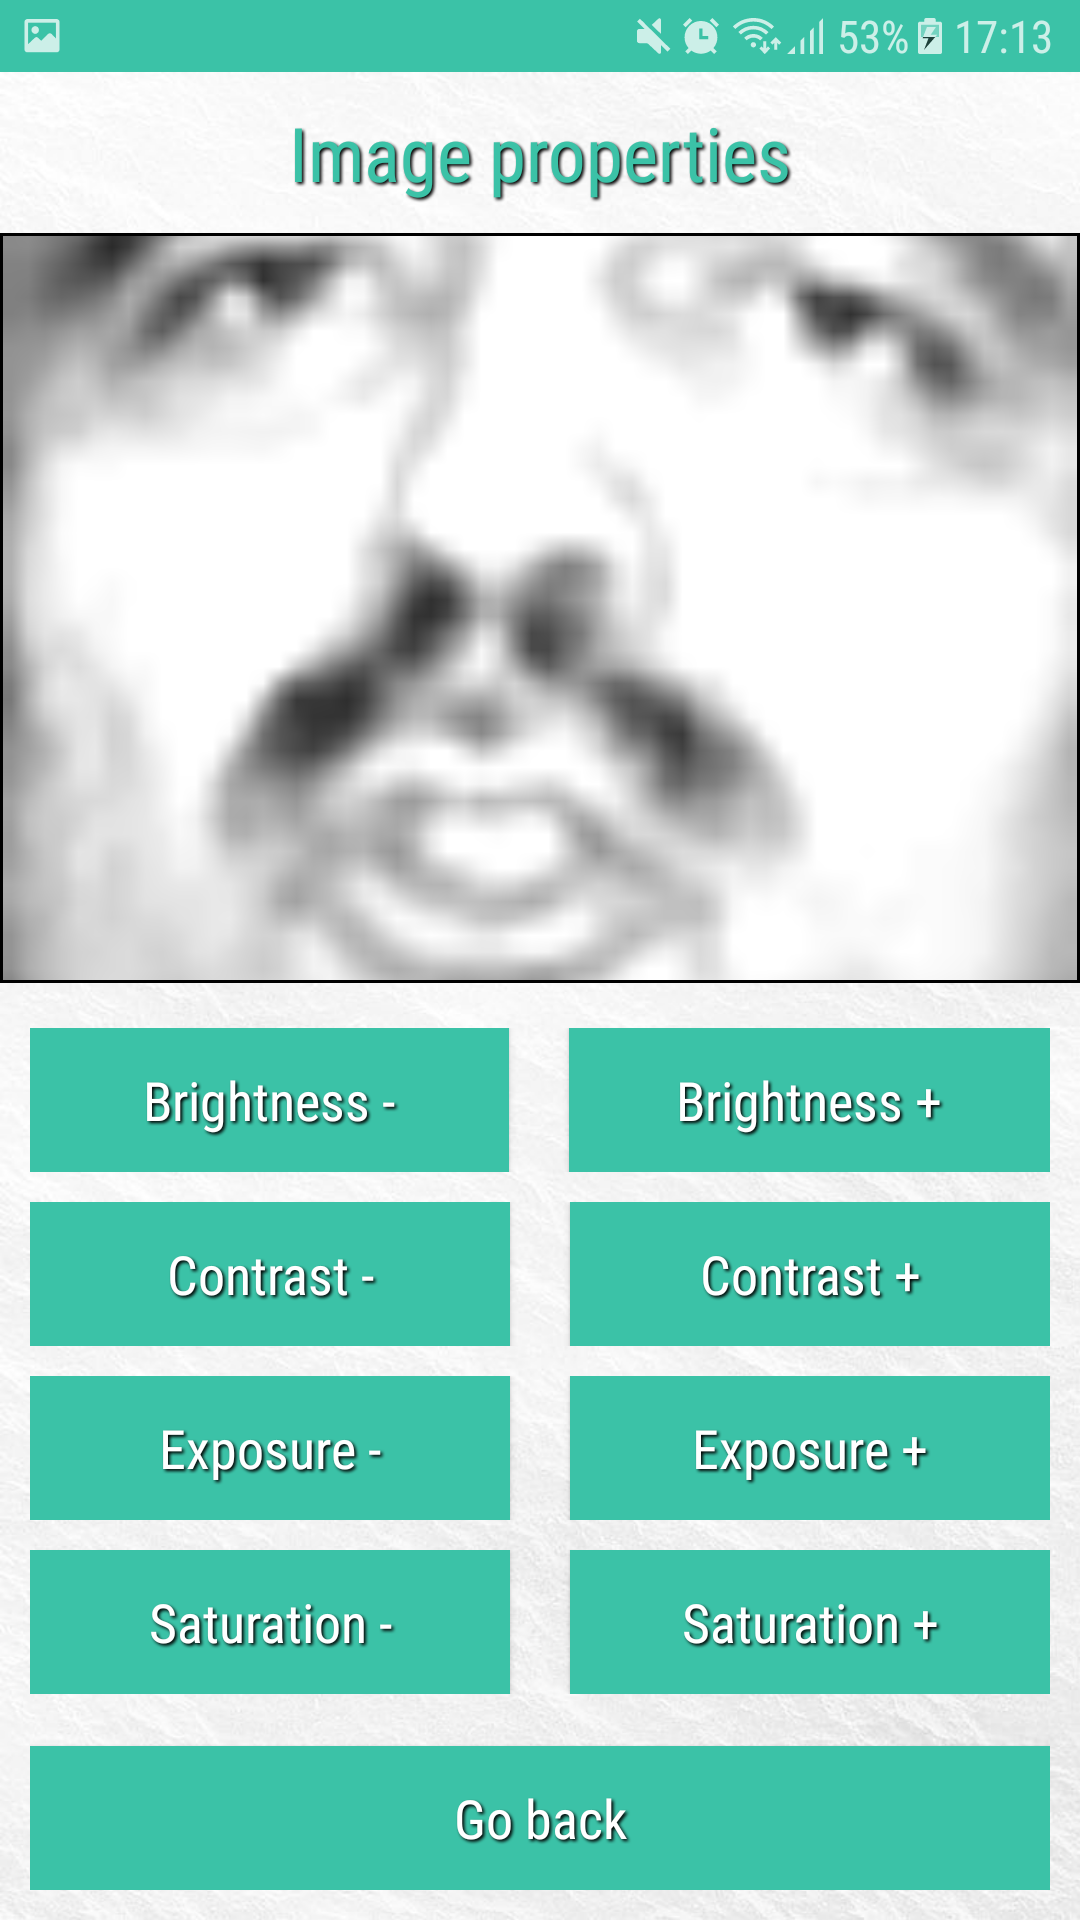 53% 17:13
Image properties
Brightness - Brightness +
Contrast - Contrast +
Exposure - Exposure +
Saturation - Saturation +
Go back